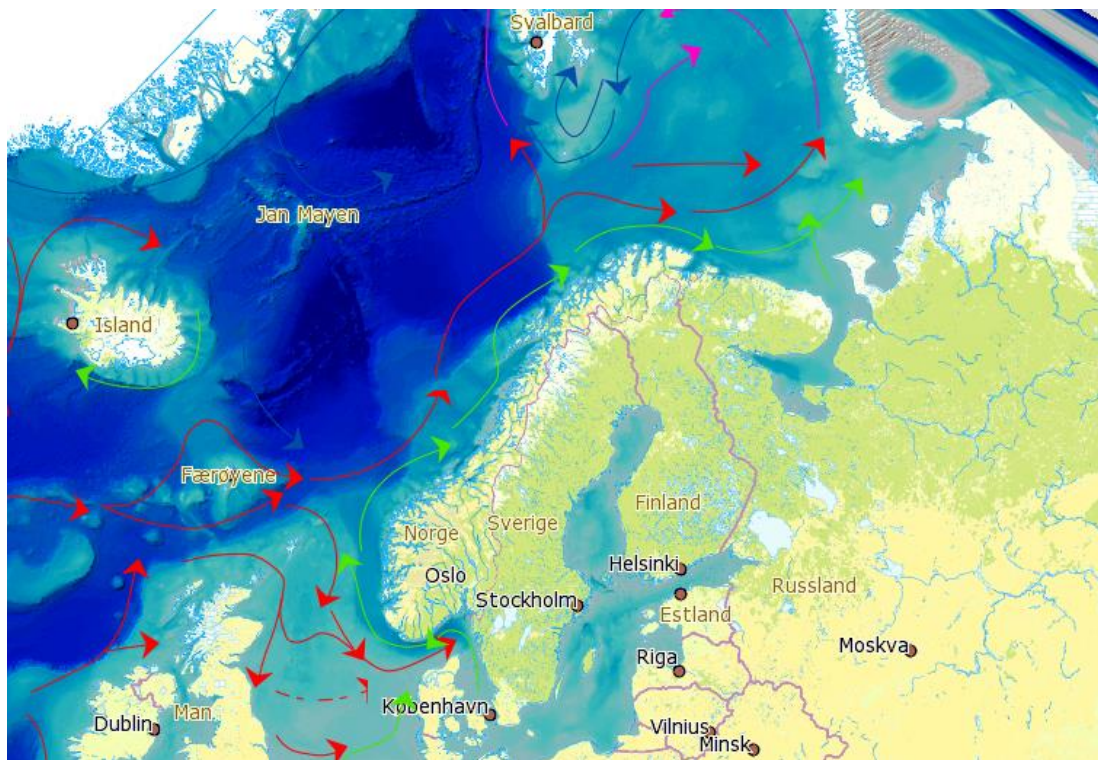 Svalbard
Jan Mayen
Island
Færøyene
Norge
Sverige
Finland
Oslo
Helsinki
Stockholm
Estland
Russland
Riga
Moskva
Dublin
Man.
København
Vilnius
Minsk